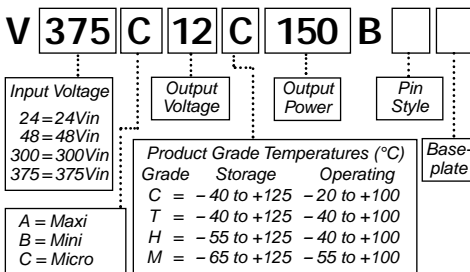 V 375 C 12 C 150 B
Input Voltage
24 = 24Vin
48 = 48Vin
300 = 300Vin
375 = 375Vin
Output
Voltage
Output
Power
Pin
Style
Base-
plate
Product Grade Temperatures (°C)
Grade Storage Operating
C = – 40 to +125 – 20 to +100
T = – 40 to +125 – 40 to +100
H = – 55 to +125 – 40 to +100
M = – 65 to +125 – 55 to +100
A = Maxi
B = Mini
C = Micro